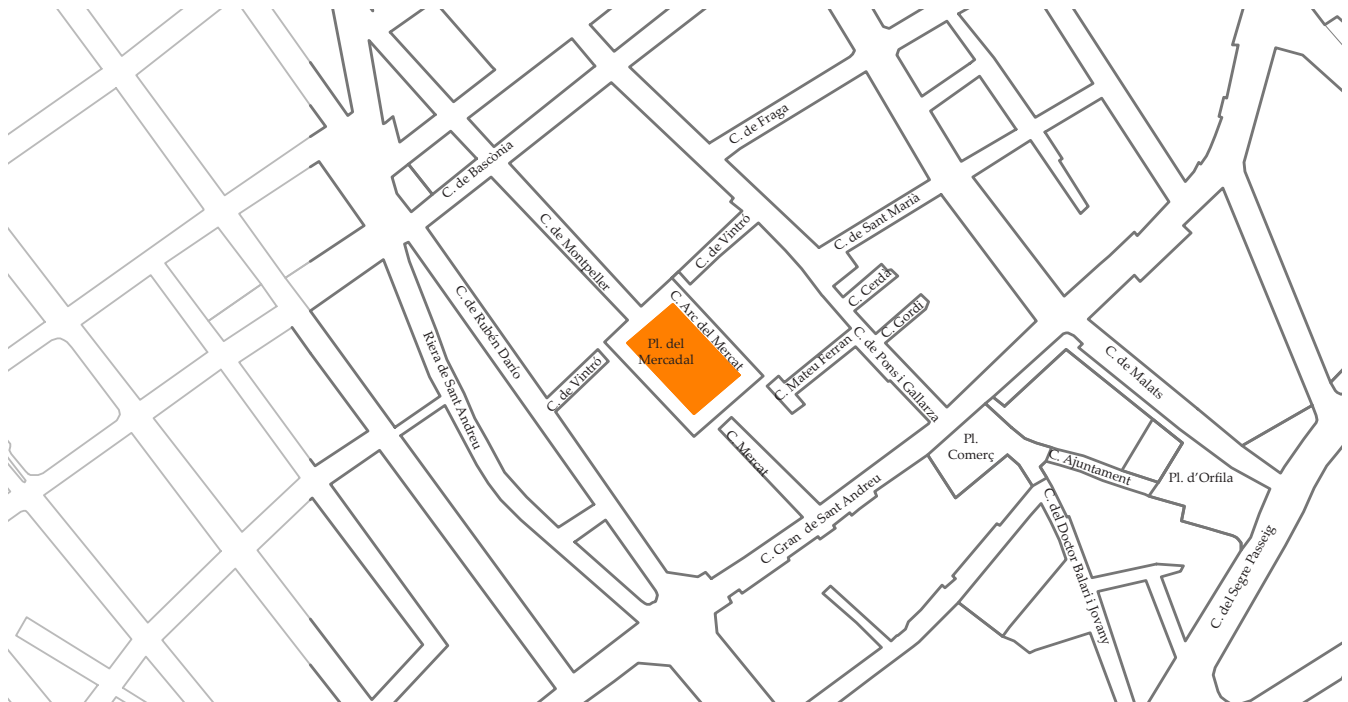 C. de Fraga
C. de Bascònia
C. de Sant Marià
C. de Vintró
C. de Montpeller
C. Cerdà
C. de Rubén Darío
C. Arc del Mercat
C. Gordi
Riera de Sant Andreu
Pl. del
Mercadal
C. Mateu Ferran
C. de Pons i Gallarza
C. de Malats
C. de Vintró
C. Mercat
Pl.
Comerç
C. Ajuntament
Pl. d'Orfila
C. Gran de Sant Andreu
C. del Doctor Balari i Jovany
C. del Segre Passeig